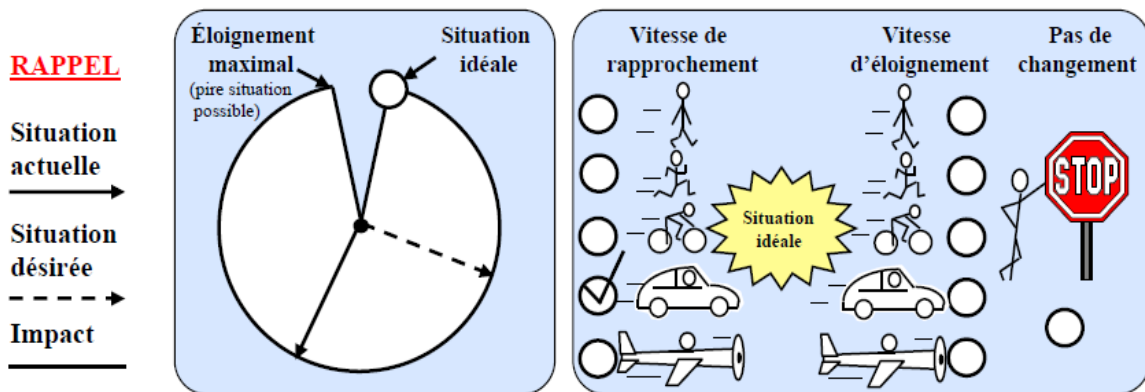 RAPPEL
Situation
actuelle
Situation
désirée
Impact
Éloignement
maximal
(pire situation
possible)
Situation
idéale
Vitesse de
rapprochement
Vitesse
d'éloignement
Pas de
changement
Situation
idéale
STOP